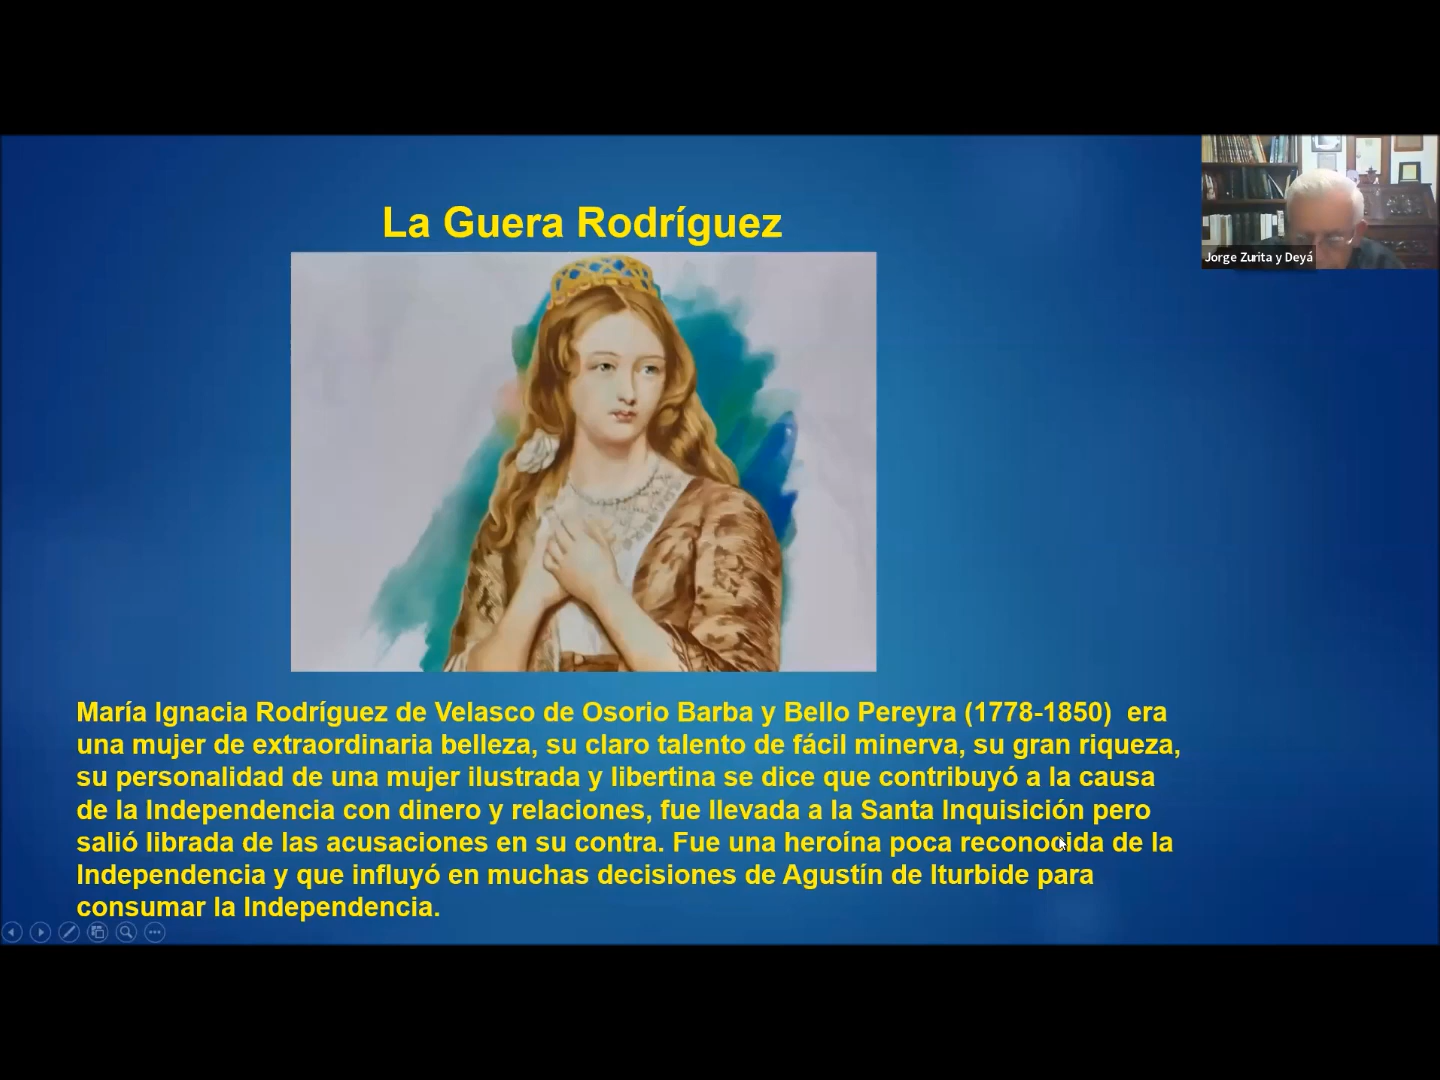 La Guera Rodríguez
Jorge Zurita y Deyá
María Ignacia Rodríguez de Velasco de Osorio Barba y Bello Pereyra (1778-1850)  era
una mujer de extraordinaria belleza, su claro talento de fácil minerva, su gran riqueza,
su personalidad de una mujer ilustrada y libertina se dice que contribuyó a la causa
de la Independencia con dinero y relaciones, fue llevada a la Santa Inquisición pero
salió librada de las acusaciones en su contra. Fue una heroína poca reconocida de la
Independencia y que influyó en muchas decisiones de Agustín de Iturbide para
consumar la Independencia.